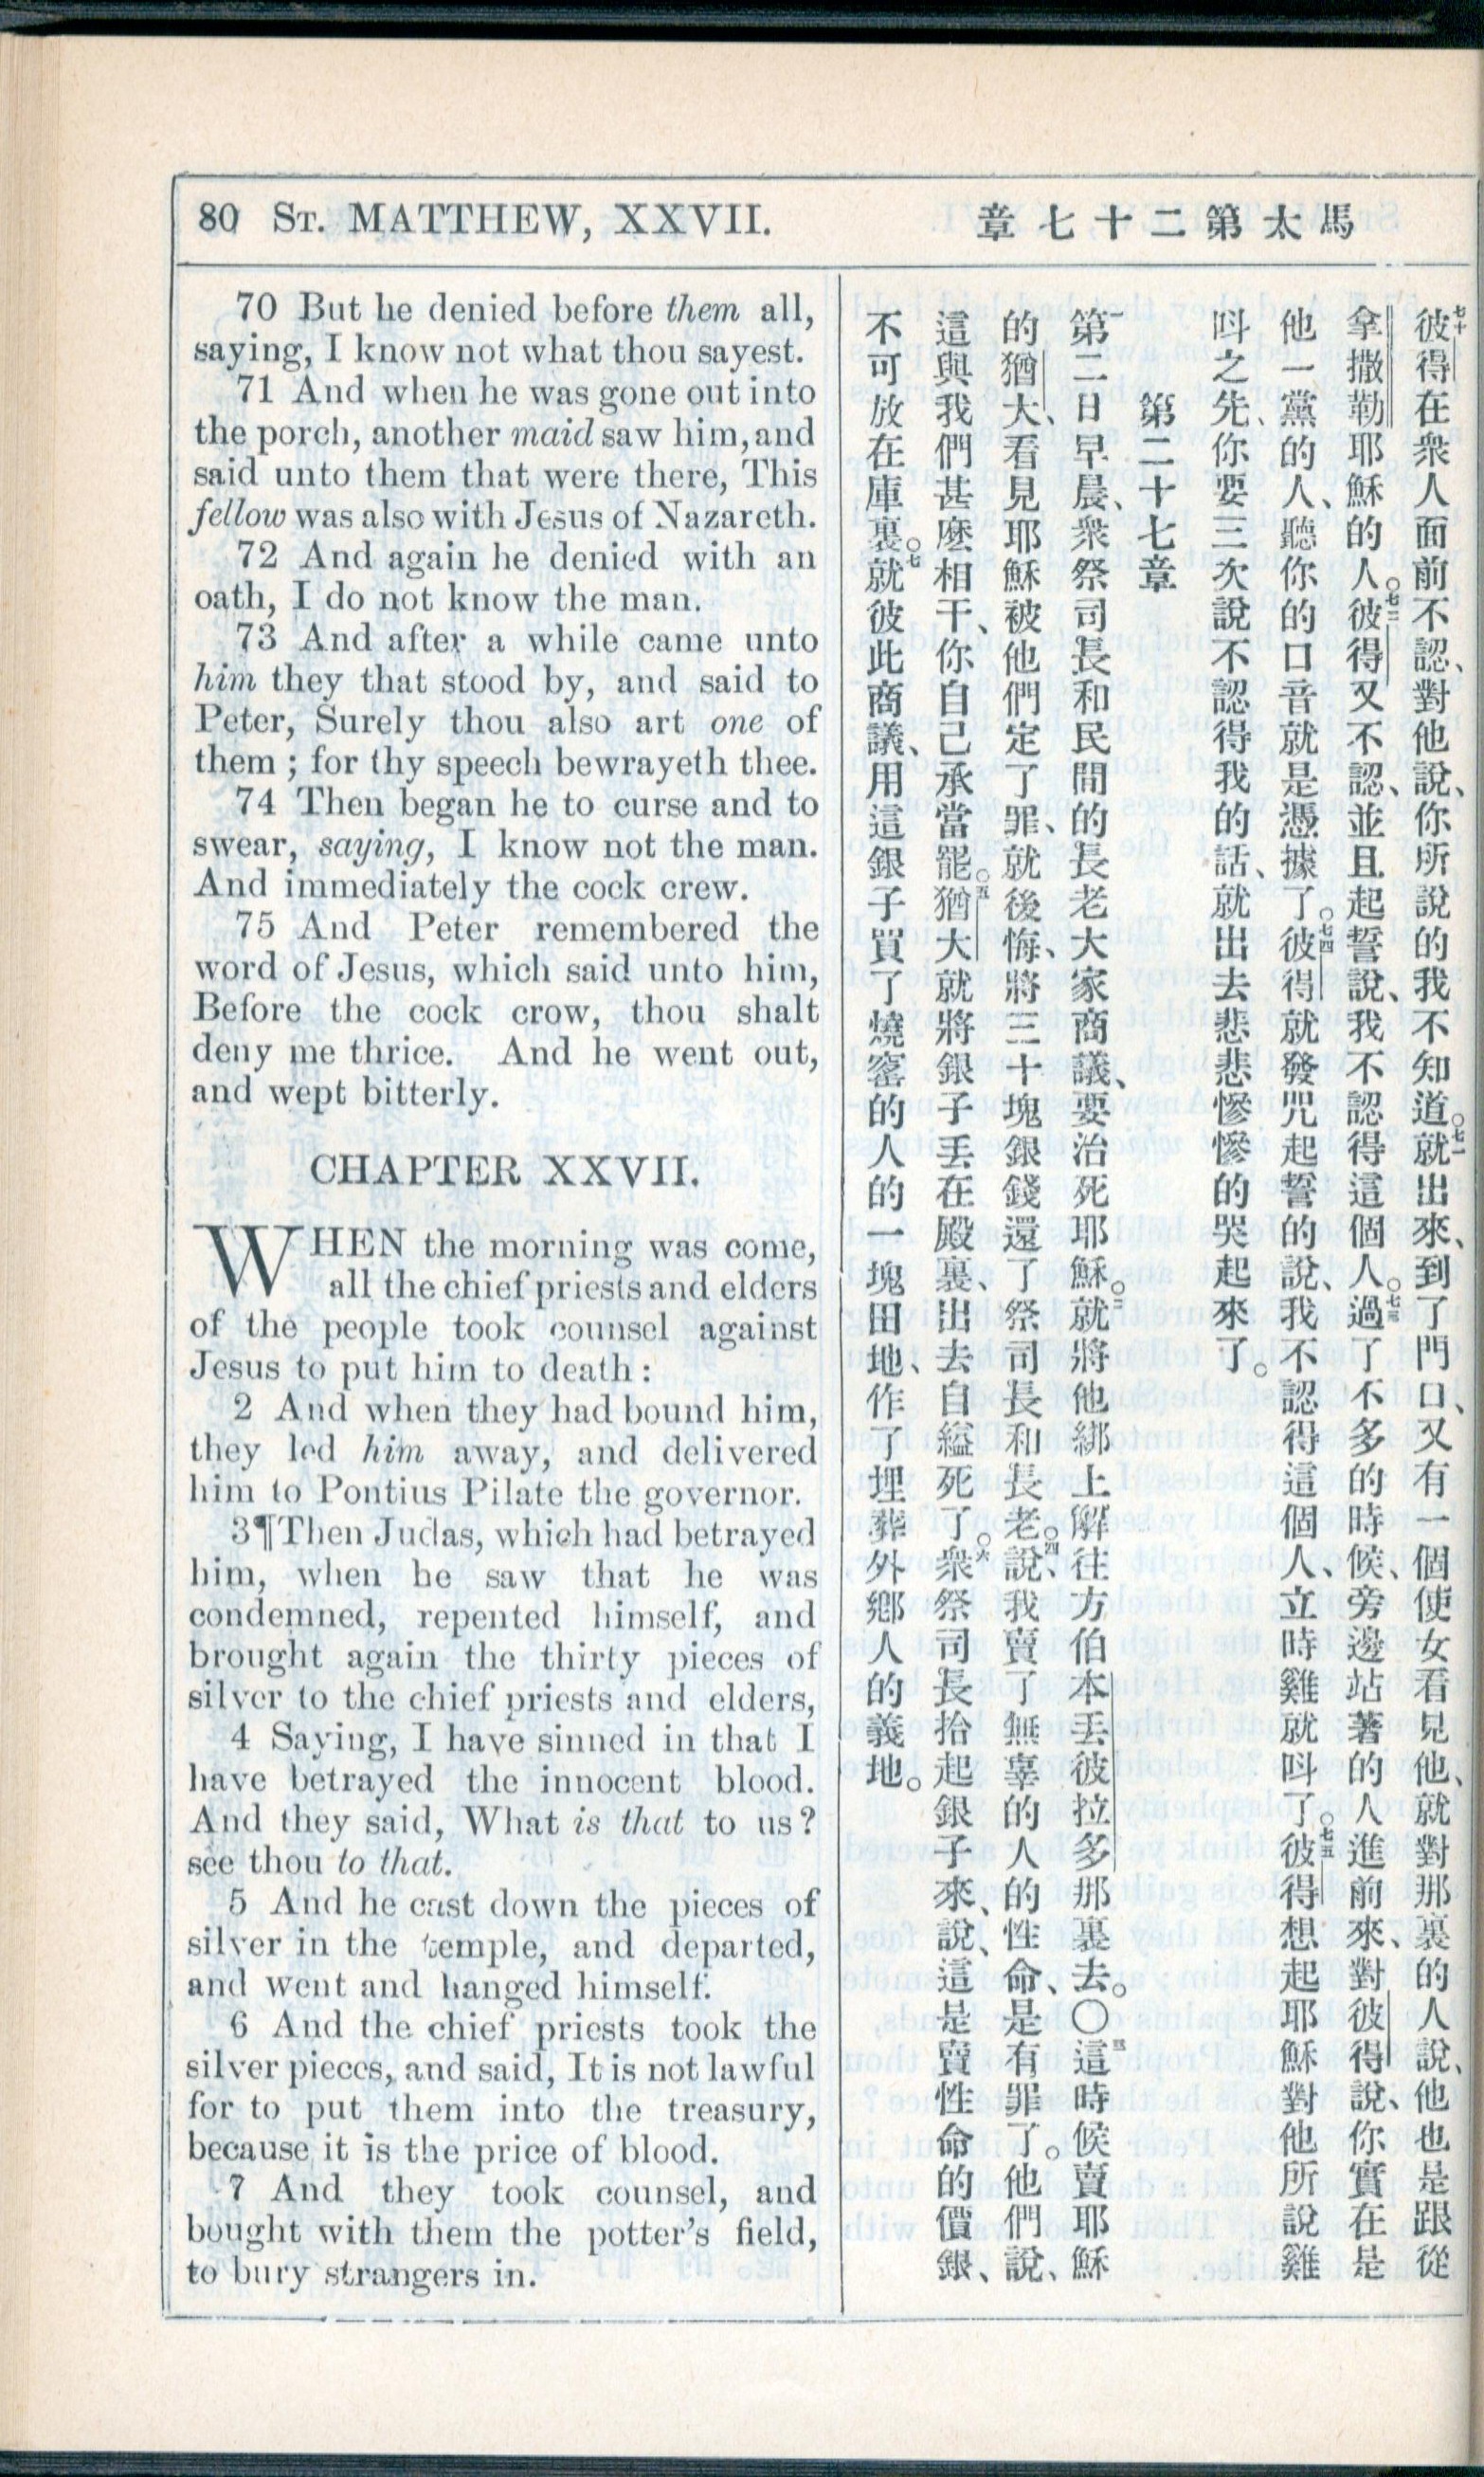 80 ST. MATTHEW, XXVII.
馬太第二十七章
70 But he denied before them all,
saying, I know not what thou sayest.
71 And when he was gone out into
the porch, another maid saw him, and
said unto them that were there, This
fellow was also with Jesus of Nazareth.
72 And again he denied with an
oath, I do not know the man.
73 And after a while came unto
him they that stood by, and said to
Peter, Surely thou also art one of
them ; for thy speech bewrayeth thee.
74 Then began he to curse and to
swear, saying, I know not the man.
And immediately the cock crew.
75 And Peter remembered the
word of Jesus, which said unto him,
Before the cock crow, thou shalt
deny me thrice. And he went out,
and wept bitterly.
CHAPTER XXVII.
WHEN the morning was come,
all the chief priests and elders
of the people took counsel against
Jesus to put him to death :
2 And when they had bound him,
they led him away, and delivered
him to Pontius Pilate the governor.
3 ¶ Then Judas, which had betrayed
him, when he saw that he was
condemned, repented himself, and
brought again the thirty pieces of
silver to the chief priests and elders,
4 Saying, I have sinned in that I
have betrayed the innocent blood.
And they said, What is that to us?
see thou to that.
5 And he cast down the pieces of
silver in the temple, and departed,
and went and hanged himself.
6 And the chief priests took the
silver pieces, and said, It is not lawful
for to put them into the treasury,
because it is the price of blood.
7 And they took counsel, and
bought with them the potter's field,
to bury strangers in.
七十彼得在衆人面前不認、對他說、你所說的我不知道。七一就出來、到了門口、又有一個使女看見他、就對那裏的人說、他也是跟從
拿撒勒耶穌的人。七二彼得又不認、並且起誓說、我不認得這個人。七三過了不多的時候、旁邊站著的人進前來、對彼得說、你實在是
他一黨的人、聽你的口音就是憑據了。七四彼得就發咒起誓的說、我不認得這個人、立時雞就呌了。七五彼得想起耶穌對他所說雞
呌之先、你要三次說不認得我的話、就出去悲悲慘慘的哭起來了。
第二十七章
一第二日早晨、衆祭司長和民間的長老大家商議、要治死耶穌。二就將他綁上解往方伯本丟彼拉多那裏去。〇三這時候賣耶穌
的猶大、看見耶穌被他們定了罪、就後悔、將三十塊銀錢還了祭司長和長老。四說、我賣了無辜的人的性命、是有罪了。他們說、
這與我們甚麼相干、你自己承當罷。五猶大就將銀子丟在殿裏、出去自縊死了。六衆祭司長拾起銀子來、說、這是賣性命的價銀、
不可放在庫裏。七就彼此商議、用這銀子買了燒窰的人的一塊田地、作了埋葬外鄉人的義地。